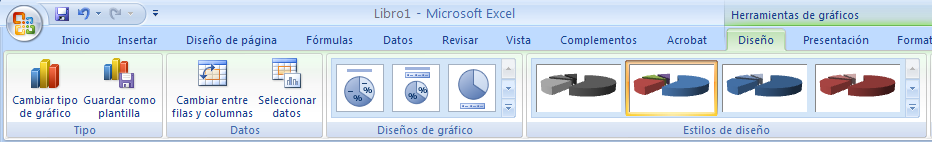 Libro1 - Microsoft Excel
Herramientas de gráficos
Inicio Insertar Diseño de página Fórmulas Datos Revisar Vista Complementos Acrobat Diseño Presentación Format
Cambiar tipo de gráfico
Guardar como plantilla
Tipo
Cambiar entre filas y columnas
Seleccionar datos
Datos
% %
% %
Diseños de gráfico
Estilos de diseño